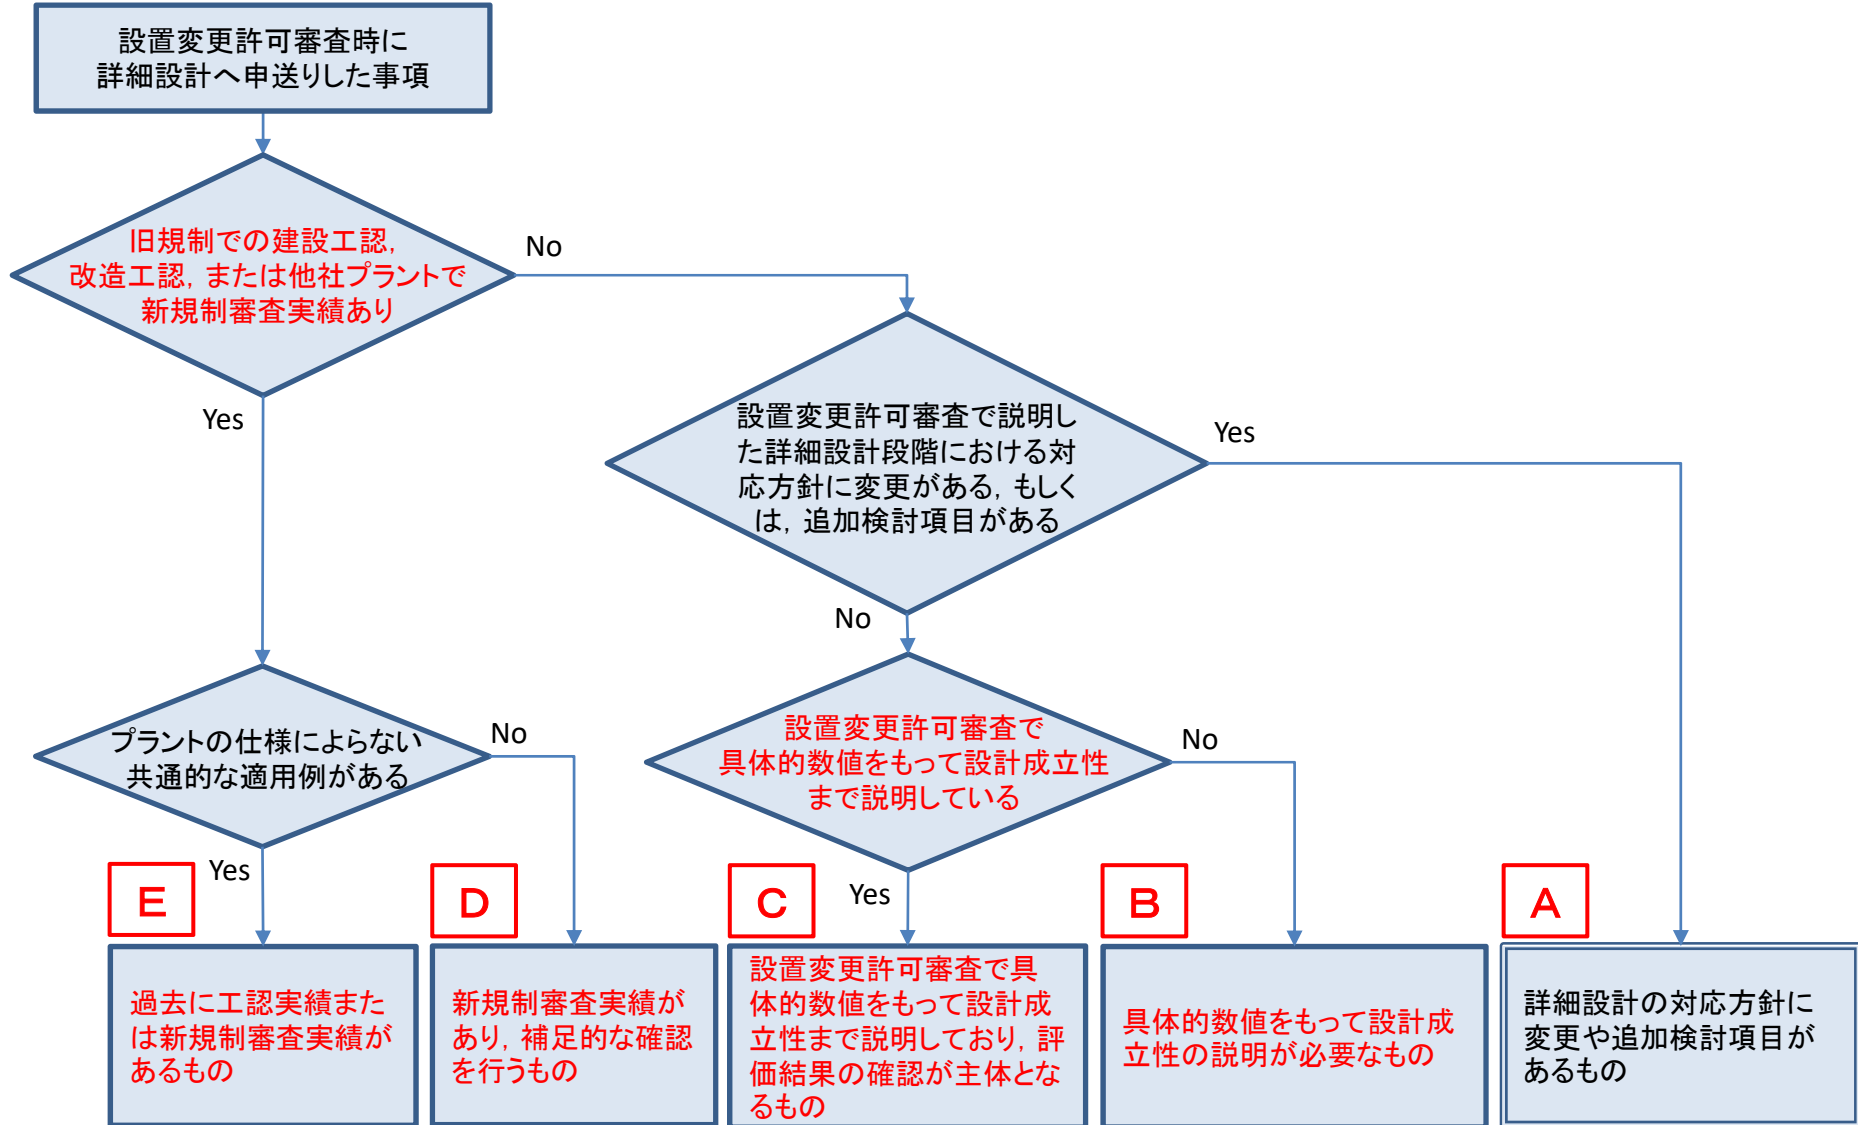 設置変更許可審査時に
詳細設計へ申送りした事項
旧規制での建設工認,
改造工認, または他社プラントで
新規制審査実績あり
No
Yes
設置変更許可審査で説明し
た詳細設計段階における対
応方針に変更がある, もしく
は, 追加検討項目がある
Yes
No
プラントの仕様によらない
共通的な適用例がある
No
Yes
設置変更許可審査で
具体的数値をもって設計成立性
まで説明している
No
Yes
E
D
C
B
A
過去に工認実績また
は新規制審査実績が
あるもの
新規制審査実績が
あり, 補足的な確認
を行うもの
設置変更許可審査で具
体的数値をもって設計成
立性まで説明しており, 評
価結果の確認が主体とな
るもの
具体的数値をもって設計成
立性の説明が必要なもの
詳細設計の対応方針に
変更や追加検討項目が
あるもの